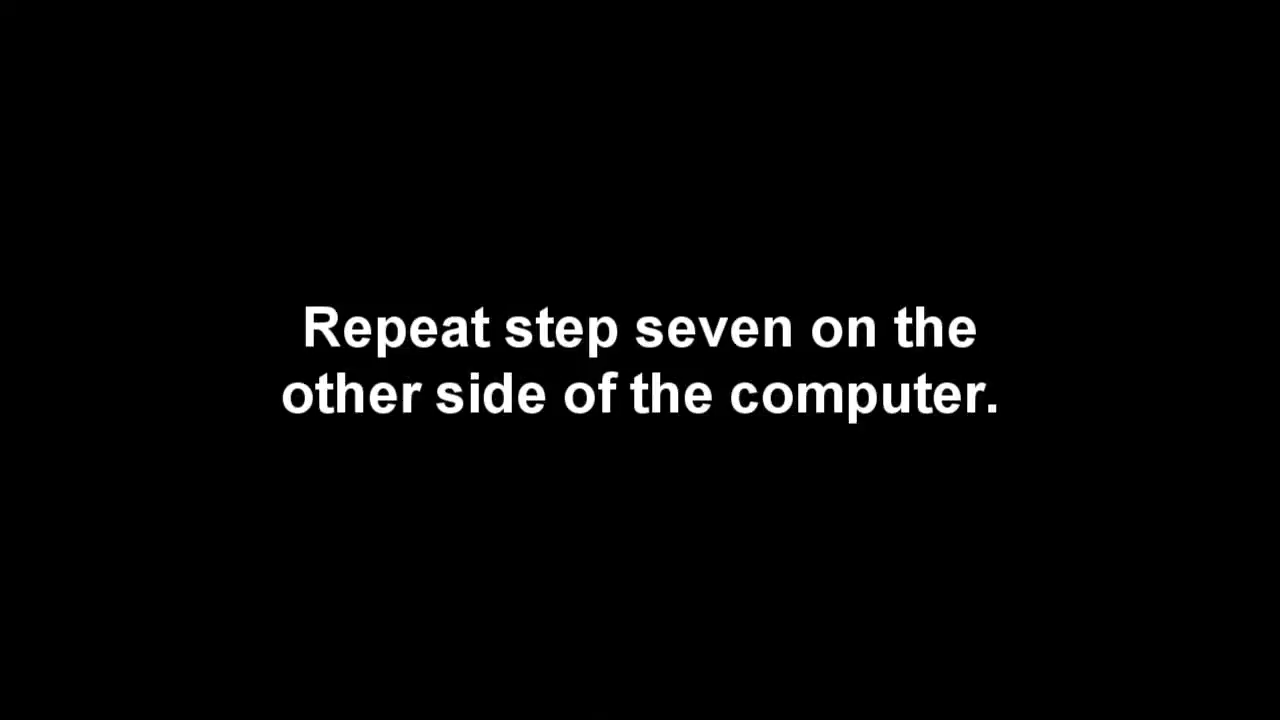 Repeat step seven on the
other side of the computer.